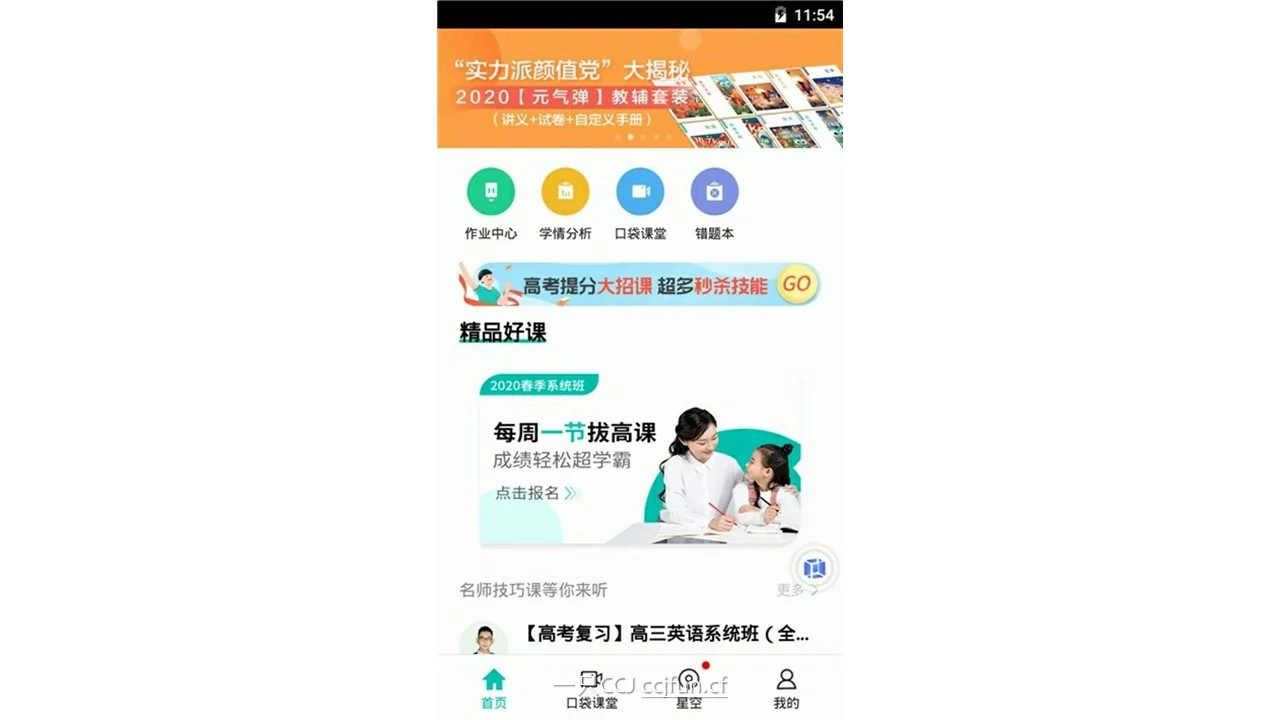 11:54
“实力派颜值党”大揭秘
2020【元气弹】教辅套装
（讲义+试卷+自定义手册）
作业中心 学情分析 口袋课堂 错题本
高考提分大招课 超多秒杀技能 GO
精品好课
2020春季系统班
每周一节拔高课
成绩轻松超学霸
点击报名
名师技巧课等你来听 更多
【高考复习】高三英语系统班（全...
一只CCJ ccjfun.cf
首页 口袋课堂 星空 我的